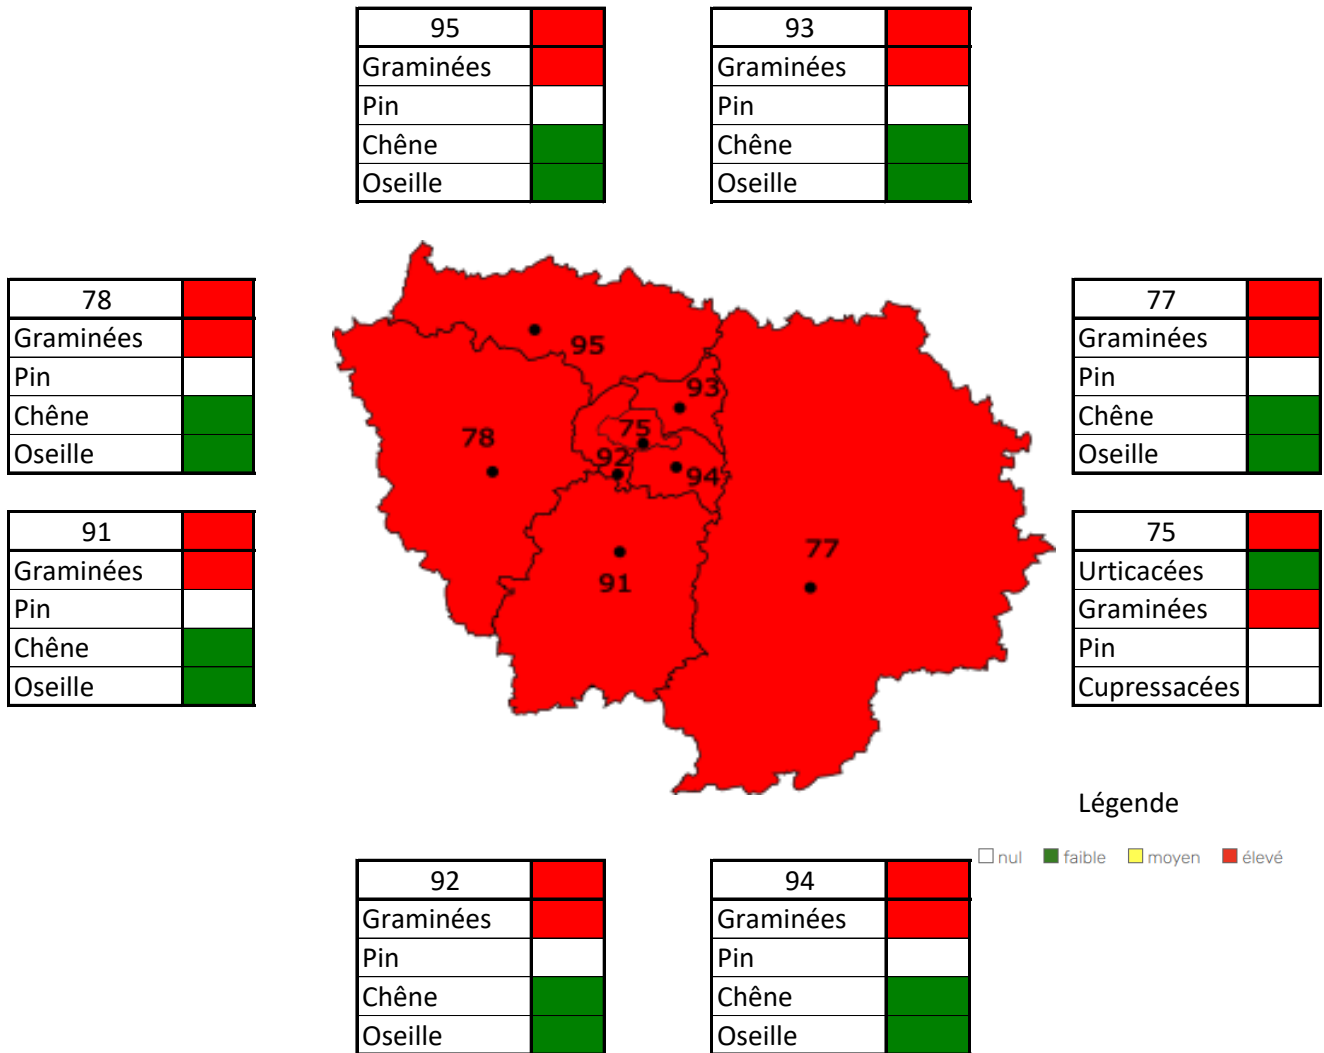 95
Graminées
Pin
Chêne
Oseille
93
Graminées
Pin
Chêne
Oseille
78
Graminées
Pin
Chêne
Oseille
91
Graminées
Pin
Chêne
Oseille
95
93
75
78
92
94
77
91
77
Graminées
Pin
Chêne
Oseille
75
Urticacées
Graminées
Pin
Cupressacées
Légende
nul faible moyen élevé
92
Graminées
Pin
Chêne
Oseille
94
Graminées
Pin
Chêne
Oseille